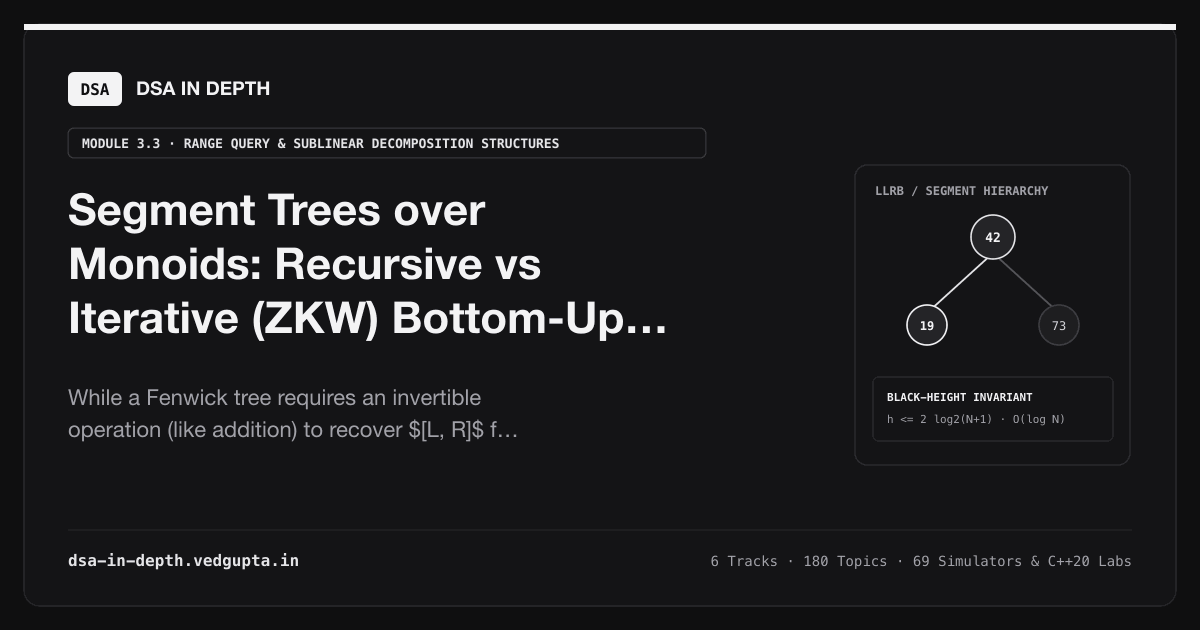 DSA DSA IN DEPTH
MODULE 3.3 · RANGE QUERY & SUBLINEAR DECOMPOSITION STRUCTURES
Segment Trees over
Monoids: Recursive vs
Iterative (ZKW) Bottom-Up...
While a Fenwick tree requires an invertible
operation (like addition) to recover $[L, R]$ f...
LLRB / SEGMENT HIERARCHY
42
19 73
BLACK-HEIGHT INVARIANT
h <= 2 log2(N+1) · O(log N)
dsa-in-depth.vedgupta.in
6 Tracks · 180 Topics · 69 Simulators & C++20 Labs